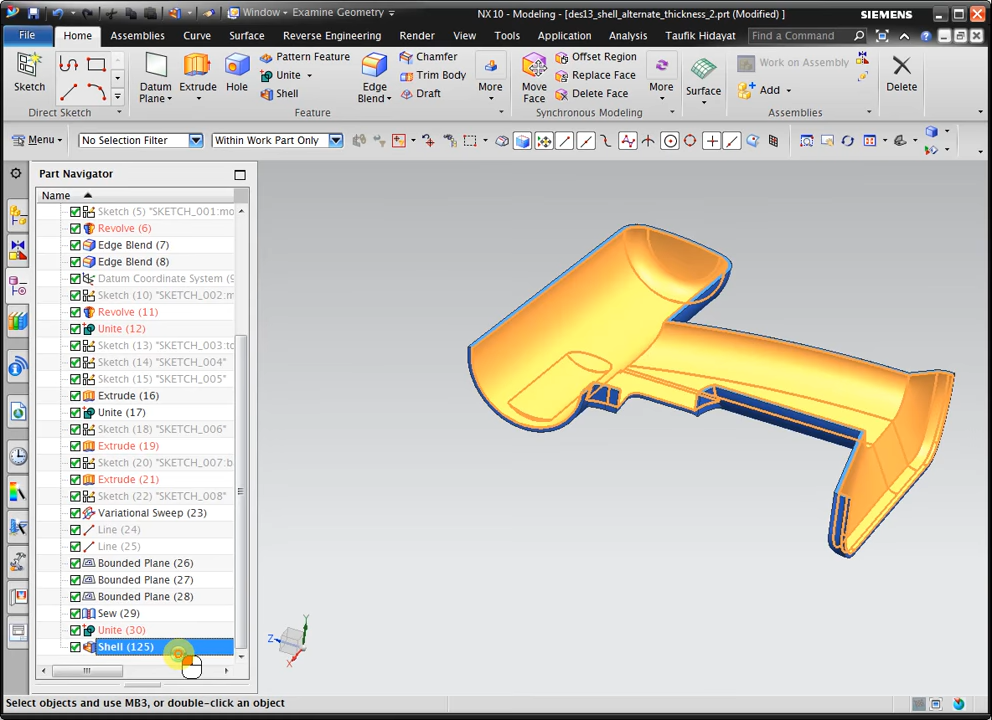 Window - Examine Geometry
NX 10 - Modeling - [des13_shell_alternate_thickness_2.prt (Modified) ]
SIEMENS
File
Home
Assemblies
Curve
Surface
Reverse Engineering
Render
View
Tools
Application
Analysis
Taufik Hidayat
Find a Command
Sketch
Datum Plane
Extrude
Hole
Pattern Feature
Unite
Shell
Edge Blend
Chamfer
Trim Body
Draft
More
Move Face
Offset Region
Replace Face
Delete Face
More
Surface
Work on Assembly
Add
Delete
Direct Sketch
Feature
Synchronous Modeling
Assemblies
Menu
No Selection Filter
Within Work Part Only
Part Navigator
Name
Sketch (5) "SKETCH_001:mo
Revolve (6)
Edge Blend (7)
Edge Blend (8)
Datum Coordinate System (9
Sketch (10) "SKETCH_002:m
Revolve (11)
Unite (12)
Sketch (13) "SKETCH_003:to
Sketch (14) "SKETCH_004"
Sketch (15) "SKETCH_005"
Extrude (16)
Unite (17)
Sketch (18) "SKETCH_006"
Extrude (19)
Sketch (20) "SKETCH_007:b
Extrude (21)
Sketch (22) "SKETCH_008"
Variational Sweep (23)
Line (24)
Line (25)
Bounded Plane (26)
Bounded Plane (27)
Bounded Plane (28)
Sew (29)
Unite (30)
Shell (125)
Z
Y
X
Select objects and use MB3, or double-click an object